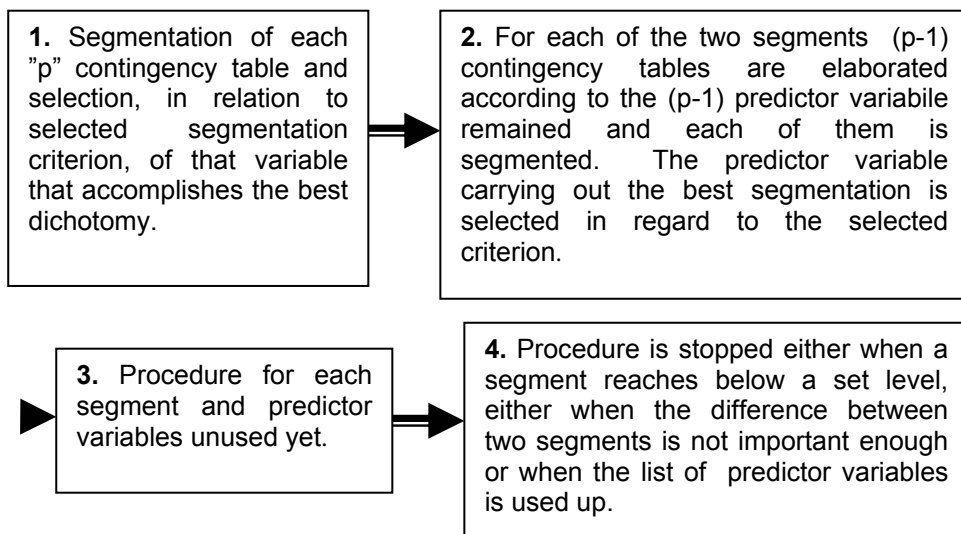 1. Segmentation of each
”p” contingency table and
selection, in relation to
selected segmentation
criterion, of that variable
that accomplishes the best
dichotomy.
2. For each of the two segments (p-1)
contingency tables are elaborated
according to the (p-1) predictor variabile
remained and each of them is
segmented. The predictor variable
carrying out the best segmentation is
selected in regard to the selected
criterion.
3. Procedure for each
segment and predictor
variables unused yet.
4. Procedure is stopped either when a
segment reaches below a set level,
either when the difference between
two segments is not important enough
or when the list of predictor variables
is used up.